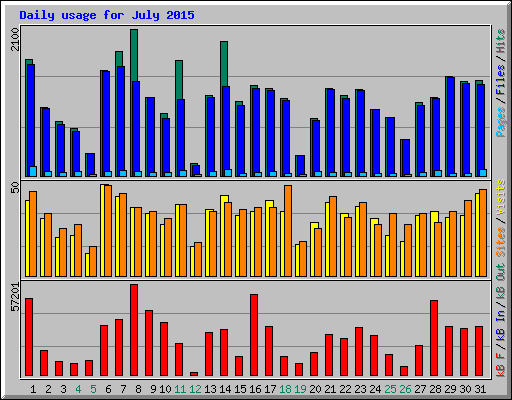 Daily usage for July 2015
2100
Pages / Files / Hits
50
Sites / Visits
57201
kB F / kB In / kB Out
1 2 3 4 5 6 7 8 9 10 11 12 13 14 15 16 17 18 19 20 21 22 23 24 25 26 27 28 29 30 31